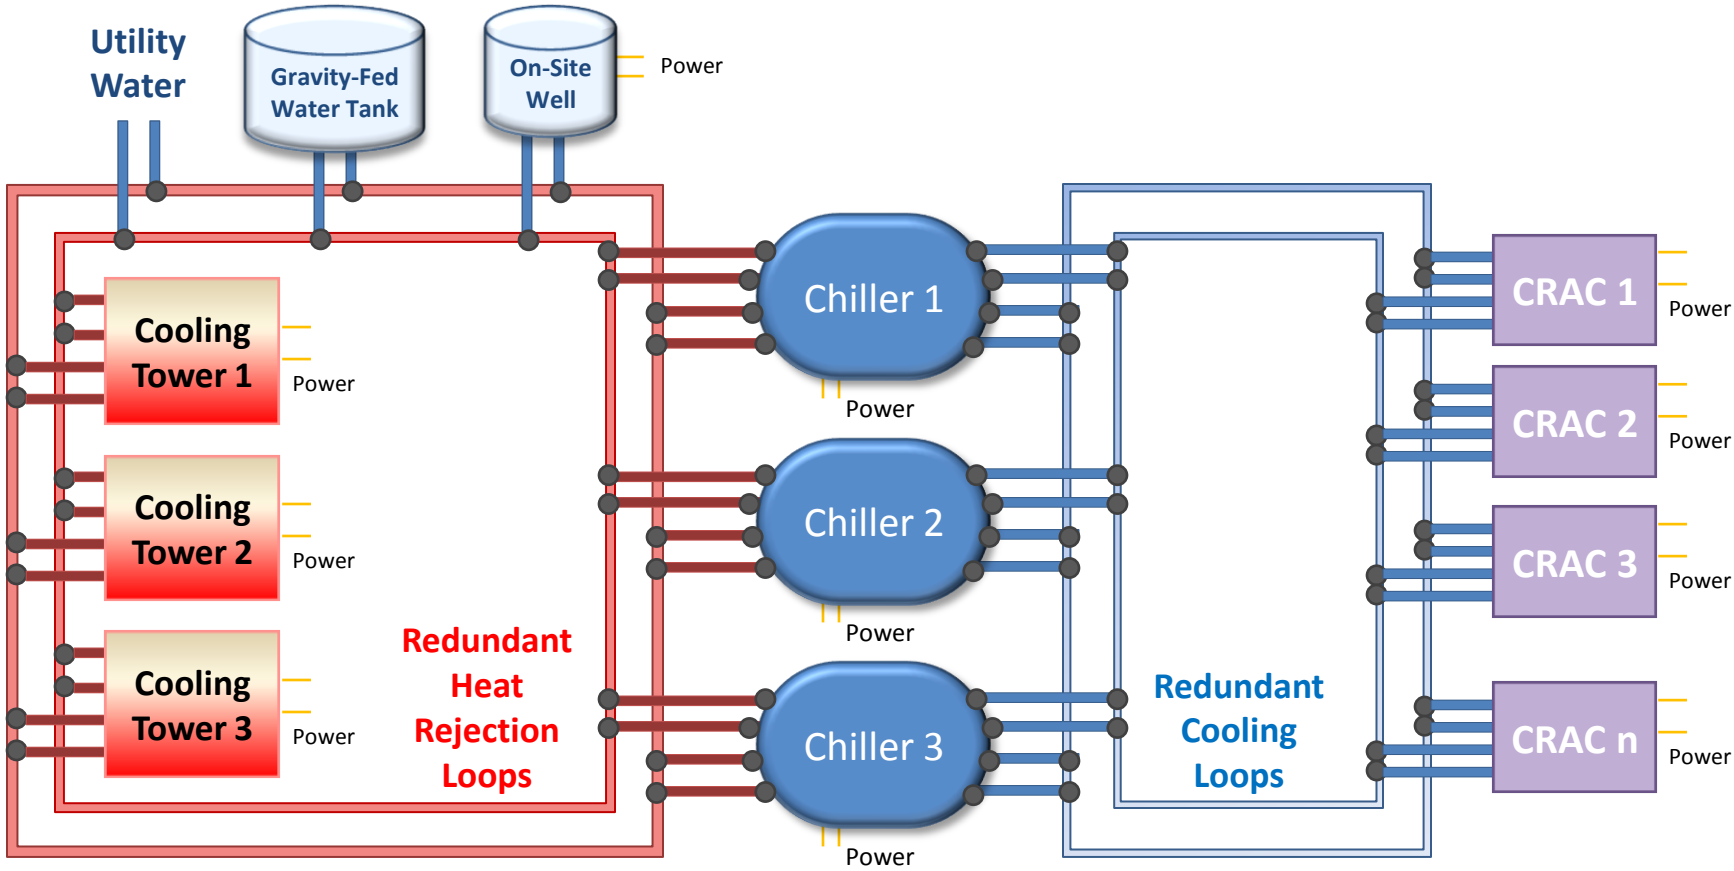 Utility
Water
Gravity-Fed
Water Tank
On-Site
Well
Power
Cooling
Tower 1
Power
Cooling
Tower 2
Power
Cooling
Tower 3
Power
Redundant
Heat
Rejection
Loops
Chiller 1
Power
Chiller 2
Power
Chiller 3
Power
Redundant
Cooling
Loops
CRAC 1
Power
CRAC 2
Power
CRAC 3
Power
CRAC n
Power